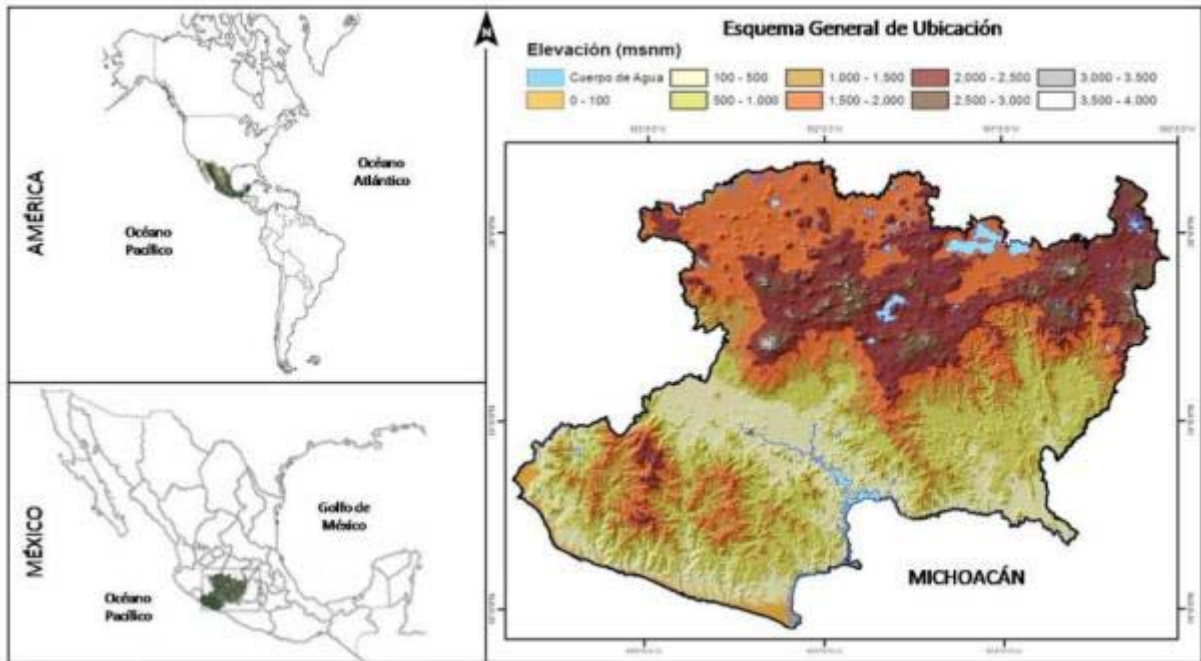 AMÉRICA
Océano
Atlántico
Océano
Pacífico
MÉXICO
Golfo de
México
Océano
Pacífico
N
Esquema General de Ubicación
Elevación (msnm)
Cuerpo de Agua
0 - 100
100 - 500
500 - 1.000
1.000 - 1.500
1.500 - 2.000
2.000 - 2.500
2.500 - 3.000
3.000 - 3.500
3.500 - 4.000
MICHOACÁN